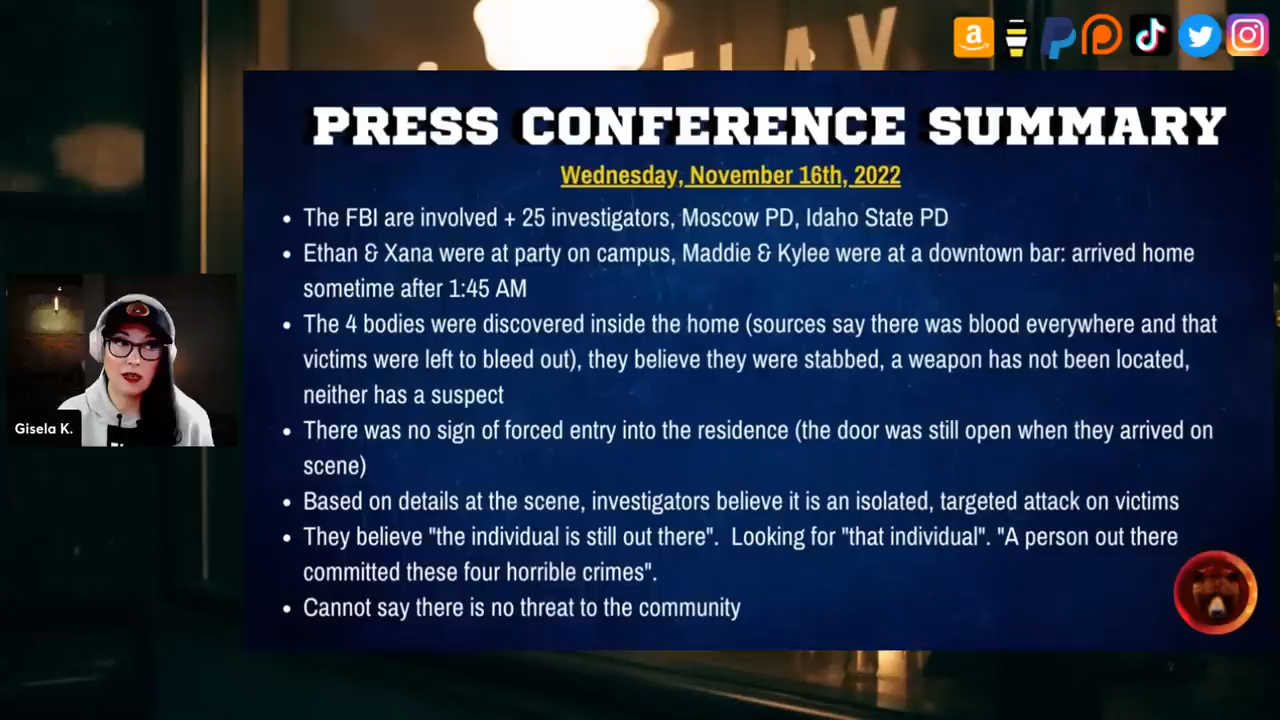 ELAY
PRESS CONFERENCE SUMMARY
Wednesday, November 16th, 2022
• The FBI are involved + 25 investigators, Moscow PD, Idaho State PD
• Ethan & Xana were at party on campus, Maddie & Kylee were at a downtown bar: arrived home
sometime after 1:45 AM
• The 4 bodies were discovered inside the home (sources say there was blood everywhere and that
victims were left to bleed out), they believe they were stabbed, a weapon has not been located,
neither has a suspect
• There was no sign of forced entry into the residence (the door was still open when they arrived on
scene)
• Based on details at the scene, investigators believe it is an isolated, targeted attack on victims
• They believe "the individual is still out there".  Looking for "that individual". "A person out there
committed these four horrible crimes".
• Cannot say there is no threat to the community
Gisela K.